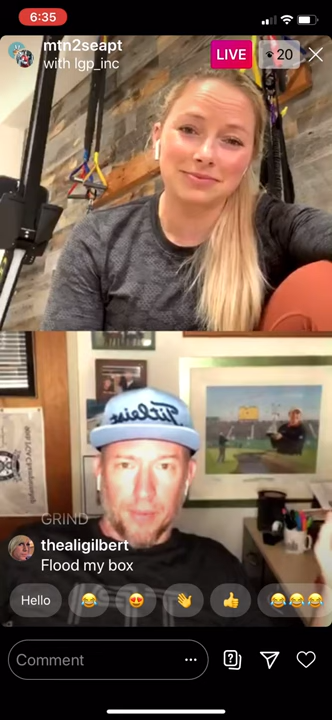 6:35
mtn2seapt
with lgp_inc
LIVE
20
Titleist
GRIND
thealigilbert
Flood my box
Hello
Comment